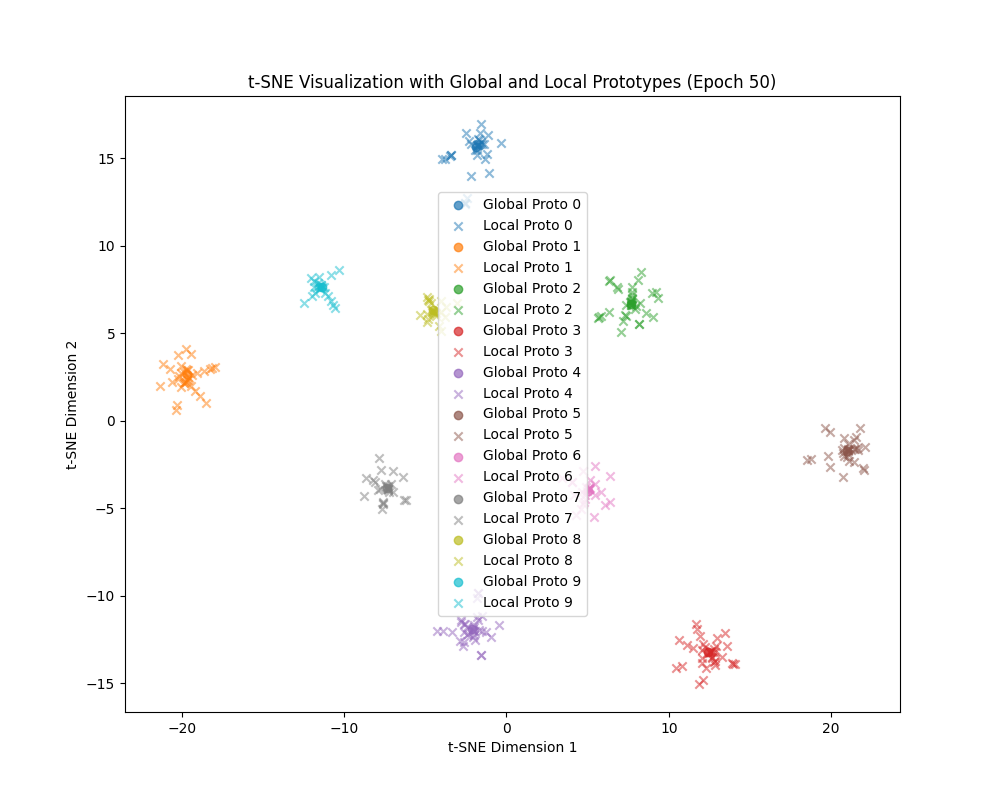 t-SNE Visualization with Global and Local Prototypes (Epoch 50)
15
10
5
0
−5
−10
−15
t-SNE Dimension 2
Global Proto 0
Local Proto 0
Global Proto 1
Local Proto 1
Global Proto 2
Local Proto 2
Global Proto 3
Local Proto 3
Global Proto 4
Local Proto 4
Global Proto 5
Local Proto 5
Global Proto 6
Local Proto 6
Global Proto 7
Local Proto 7
Global Proto 8
Local Proto 8
Global Proto 9
Local Proto 9
−20 −10 0 10 20
t-SNE Dimension 1